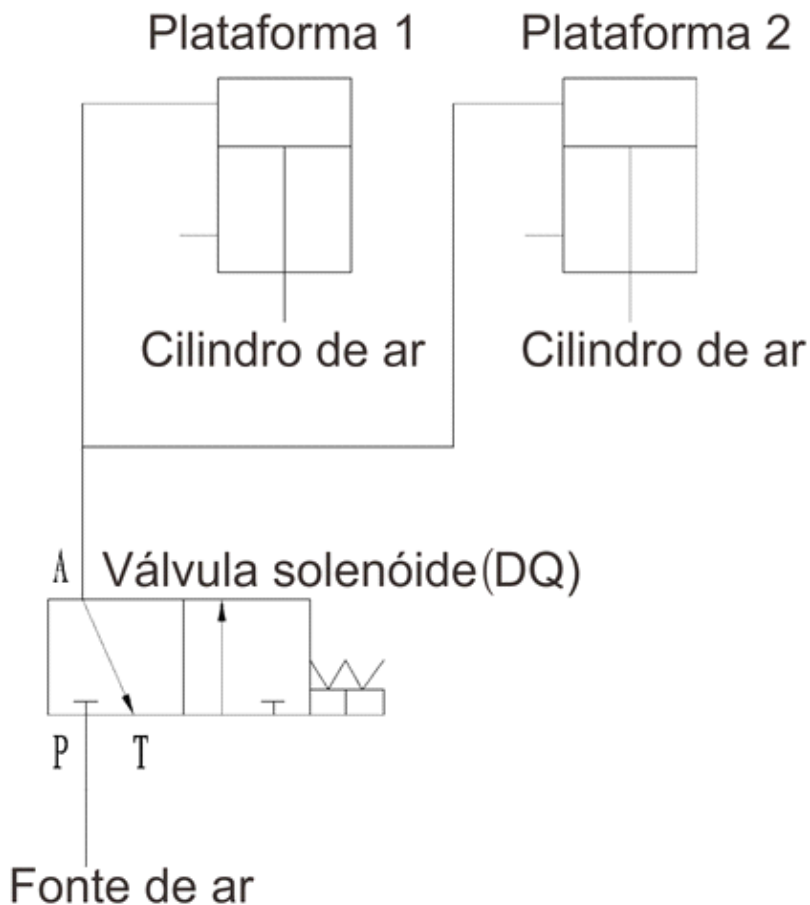 Plataforma 1 Plataforma 2
Cilindro de ar Cilindro de ar
A Válvula solenóide(DQ)
P T
Fonte de ar